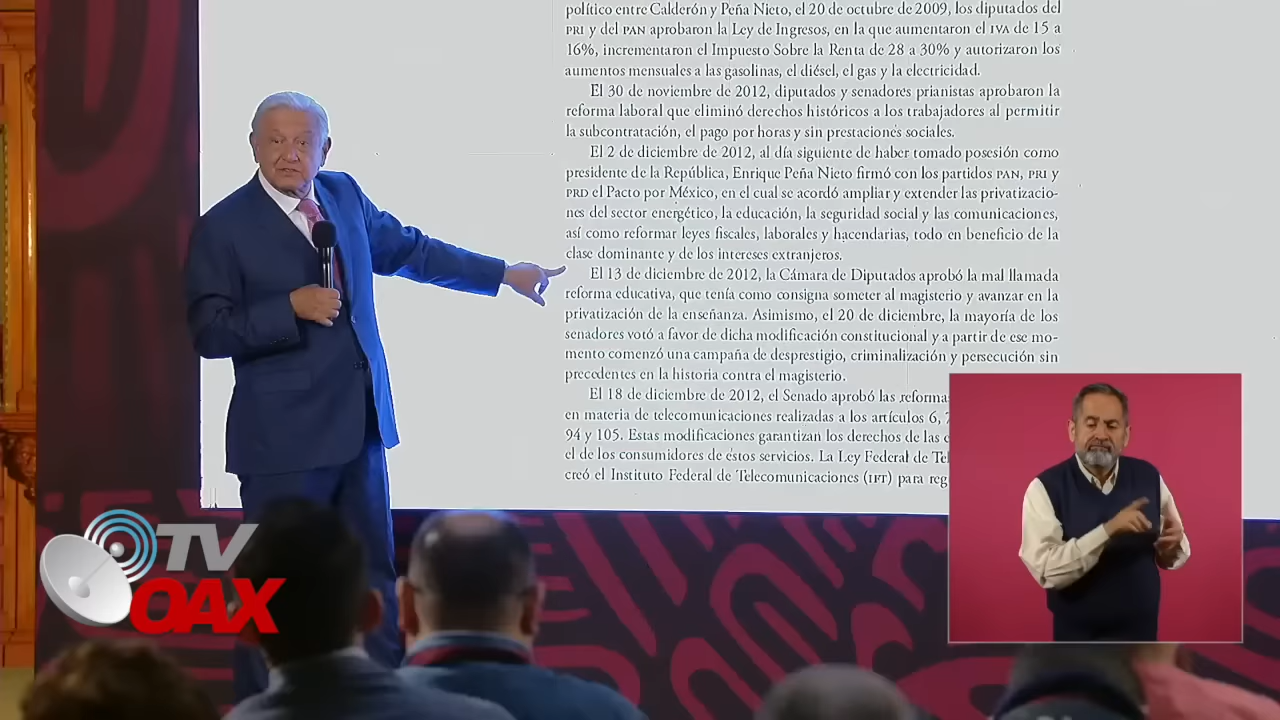 político entre Calderón y Peña Nieto, el 20 de octubre de 2009, los diputados del
PRI y del PAN aprobaron la Ley de Ingresos, en la que aumentaron el IVA de 15 a
16%, incrementaron el Impuesto Sobre la Renta de 28 a 30% y autorizaron los
aumentos mensuales a las gasolinas, el diésel, el gas y la electricidad.
El 30 de noviembre de 2012, diputados y senadores prianistas aprobaron la
reforma laboral que eliminó derechos históricos a los trabajadores al permitir
la subcontratación, el pago por horas y sin prestaciones sociales.
El 2 de diciembre de 2012, al día siguiente de haber tomado posesión como
presidente de la República, Enrique Peña Nieto firmó con los partidos PAN, PRI y
PRD el Pacto por México, en el cual se acordó ampliar y extender las privatizacio-
nes del sector energético, la educación, la seguridad social y las comunicaciones,
así como reformar leyes fiscales, laborales y hacendarias, todo en beneficio de la
clase dominante y de los intereses extranjeros.
El 13 de diciembre de 2012, la Cámara de Diputados aprobó la mal llamada
reforma educativa, que tenía como consigna someter al magisterio y avanzar en la
privatización de la enseñanza. Asimismo, el 20 de diciembre, la mayoría de los
senadores votó a favor de dicha modificación constitucional y a partir de ese mo-
mento comenzó una campaña de desprestigio, criminalización y persecución sin
precedentes en la historia contra el magisterio.
El 18 de diciembre de 2012, el Senado aprobó las reforma
en materia de telecomunicaciones realizadas a los artículos 6, 7
94 y 105. Estas modificaciones garantizan los derechos de las
el de los consumidores de estos servicios. La Ley Federal de Te
creó el Instituto Federal de Telecomunicaciones (IFT) para reg
TV
OAX